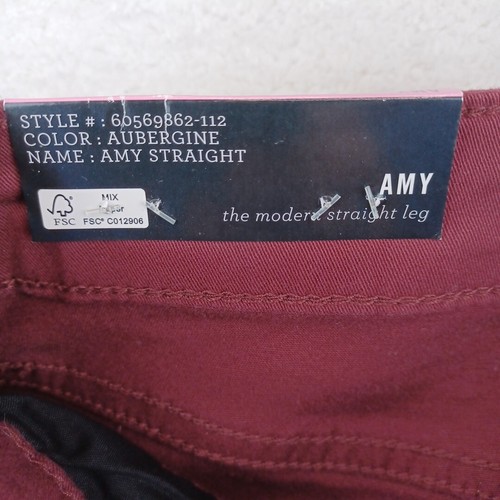 STYLE # : 60569862-112
COLOR : AUBERGINE
NAME : AMY STRAIGHT
AMY
the modern straight leg
MIX
FSC
FSC® C012906